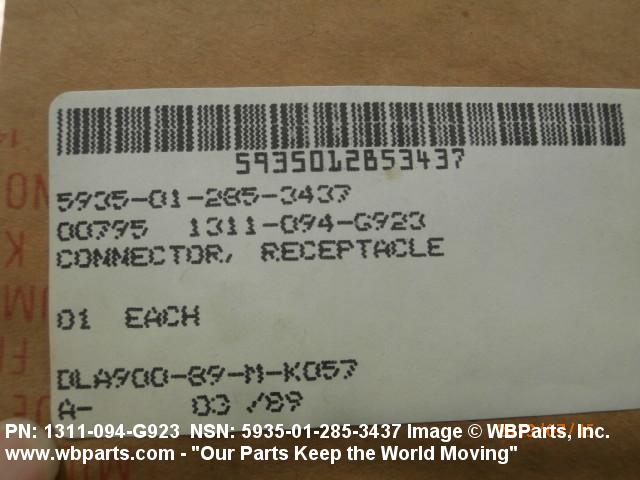 5935012853437
5935-01-285-3437
00795 1311-094-G923
CONNECTOR, RECEPTACLE
01 EACH
DLA900-89-M-K057
A- 03 /89
PN: 1311-094-G923 NSN: 5935-01-285-3437 Image © WBParts, Inc.
www.wbparts.com - "Our Parts Keep the World Moving"